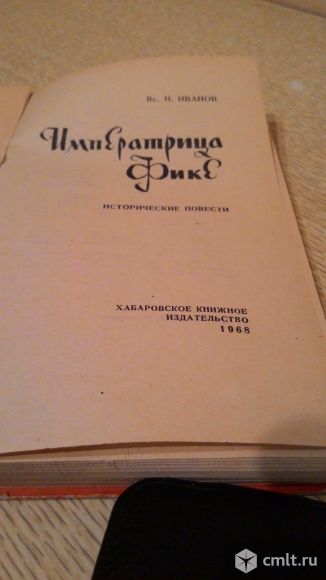 Вс. Н. ИВАНОВ
ИмпЕратрица
ФикЕ
ИСТОРИЧЕСКИЕ ПОВЕСТИ
ХАБАРОВСКОЕ КНИЖНОЕ
ИЗДАТЕЛЬСТВО
1968
cmlt.ru